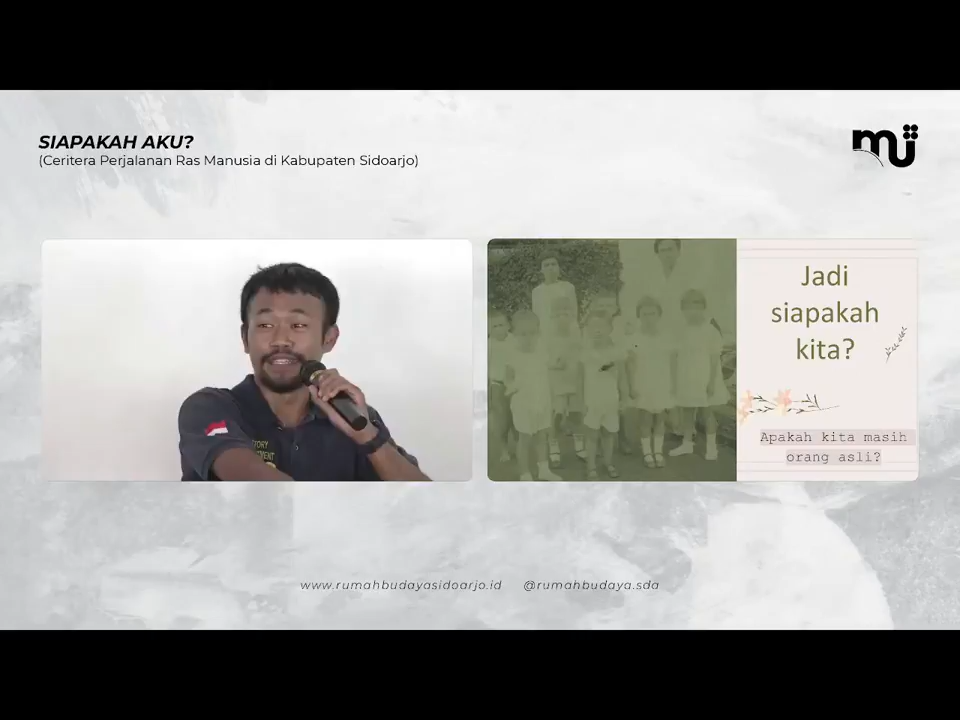 SIAPAKAH AKU?
(Ceritera Perjalanan Ras Manusia di Kabupaten Sidoarjo)
mu
Jadi
siapakah
kita?
Apakah kita masih
orang asli?
www.rumahbudayasidoarjo.id @rumahbudaya.sda